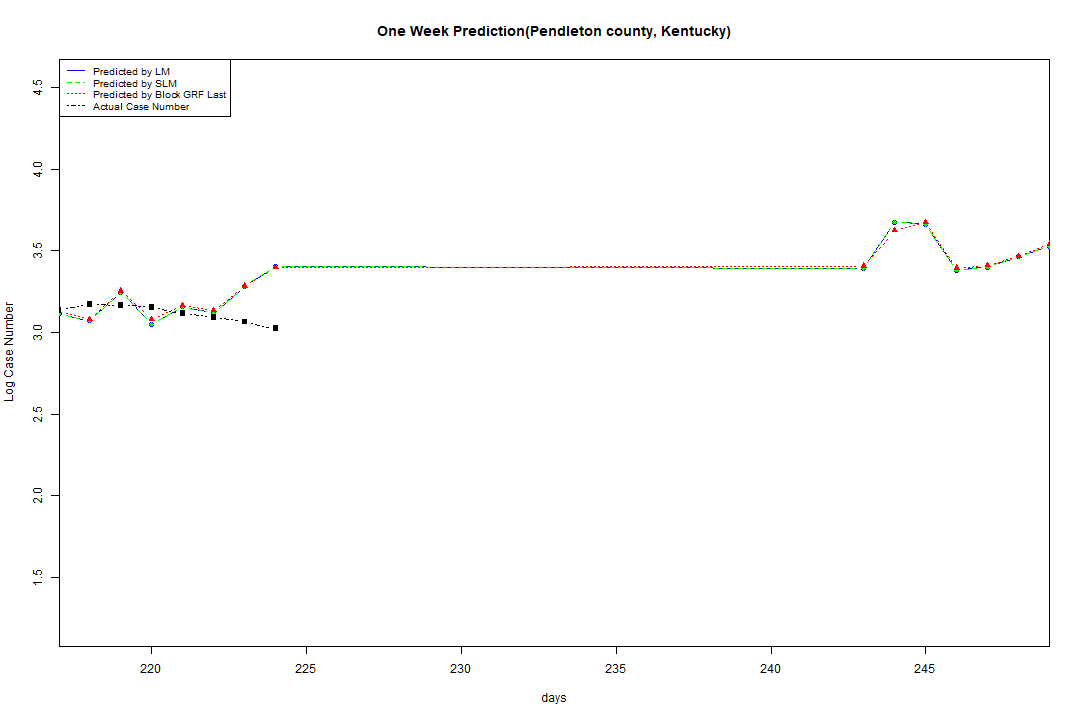 One Week Prediction(Pendleton county, Kentucky)
Predicted by LM
Predicted by SLM
Predicted by Block GRF Last
Actual Case Number
4.5
4.0
3.5
3.0
2.5
2.0
1.5
Log Case Number
220 225 230 235 240 245
days